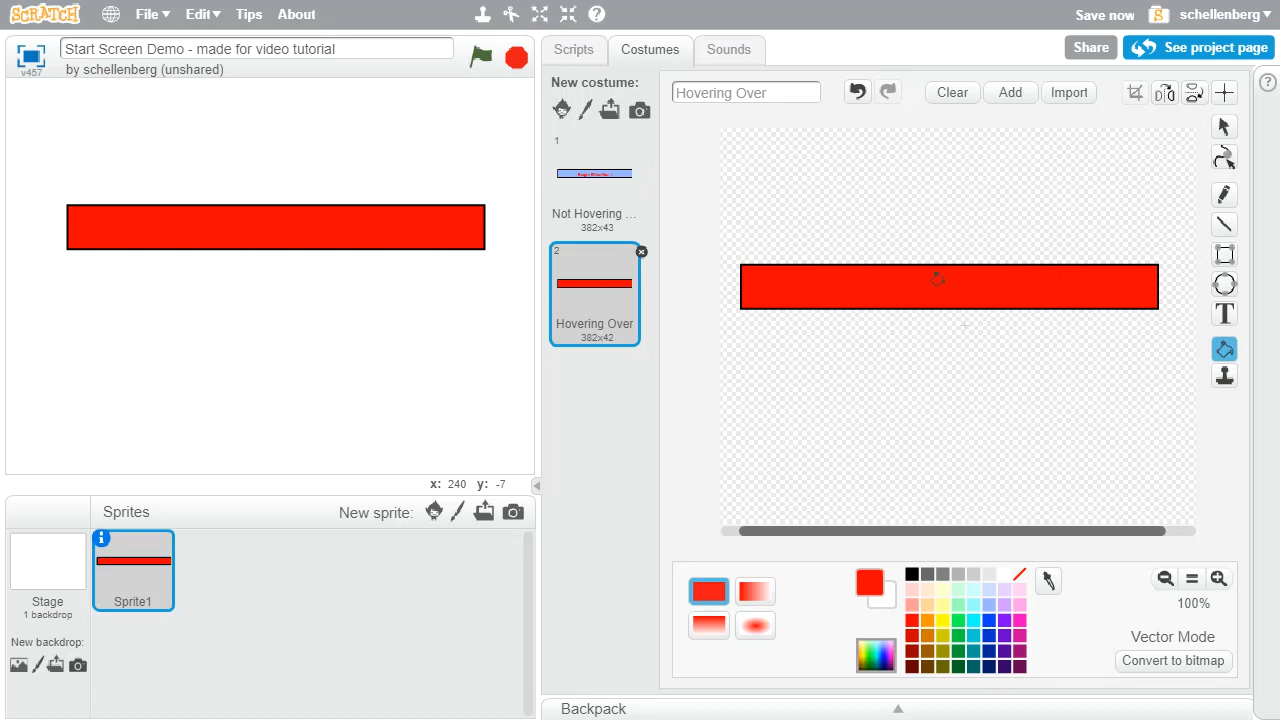 SCRATCH File Edit Tips About Save now schellenberg
v457 Start Screen Demo - made for video tutorial
by schellenberg (unshared)
Scripts Costumes Sounds Share See project page
New costume: Hovering Over Clear Add Import
1
Not Hovering ...
382x43
2
Hovering Over
382x42
T
x: 240 y: -7
Sprites New sprite:
Stage
1 backdrop
Sprite1
New backdrop:
100%
Vector Mode
Convert to bitmap
Backpack